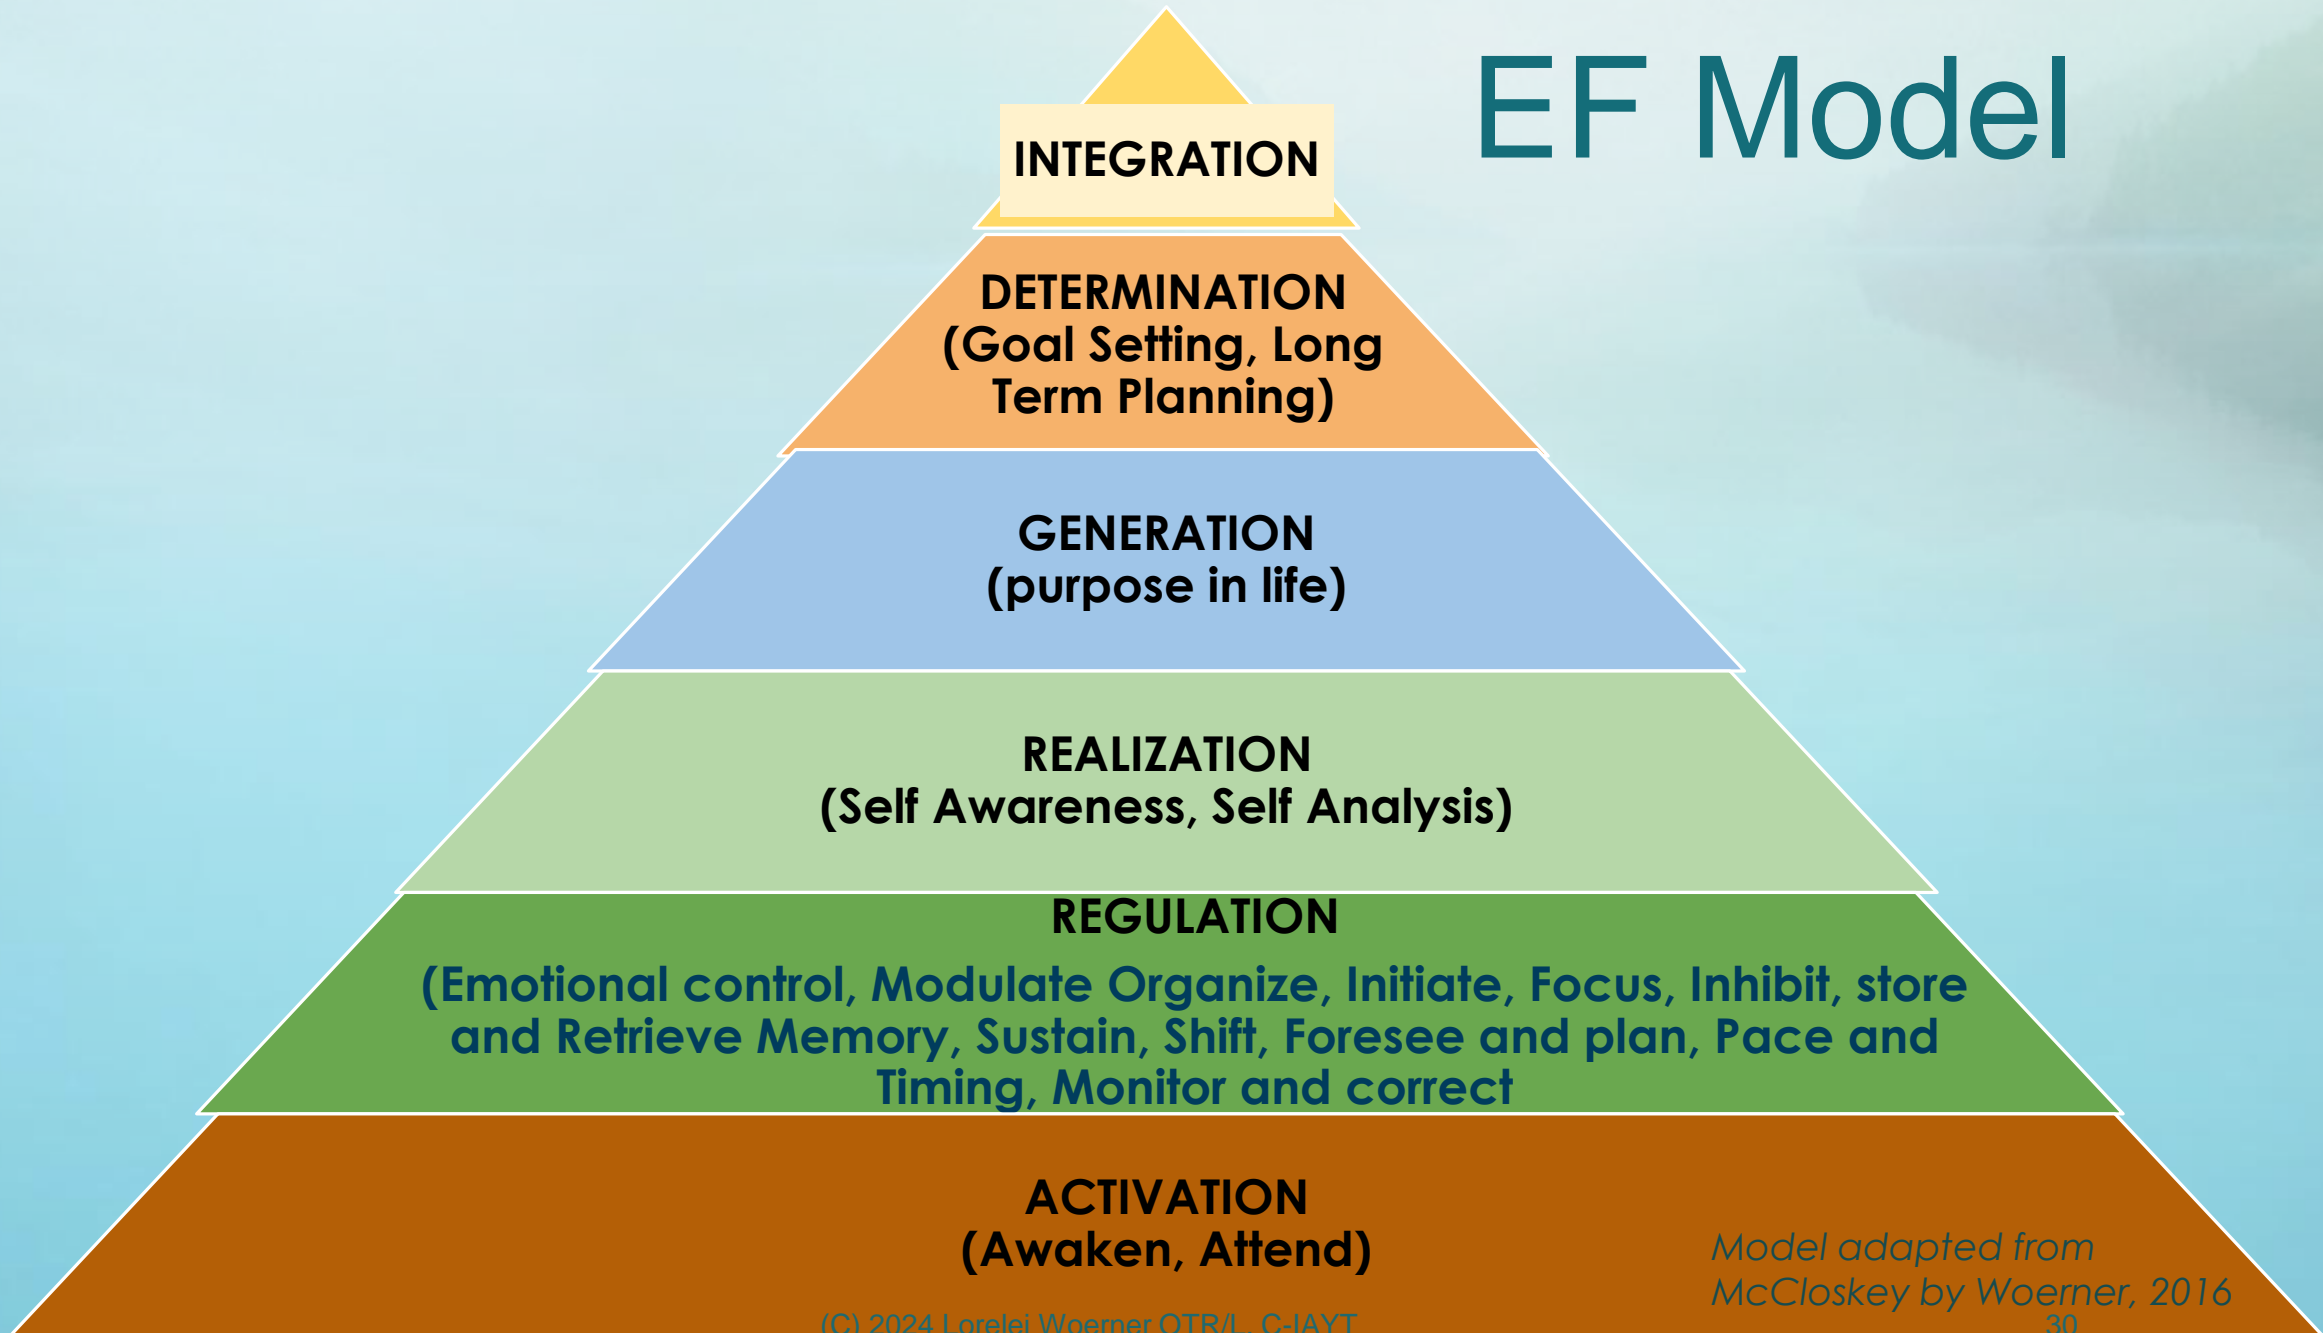 EF Model
INTEGRATION
DETERMINATION
(Goal Setting, Long
Term Planning)
GENERATION
(purpose in life)
REALIZATION
(Self Awareness, Self Analysis)
REGULATION
(Emotional control, Modulate Organize, Initiate, Focus, Inhibit, store
and Retrieve Memory, Sustain, Shift, Foresee and plan, Pace and
Timing, Monitor and correct
ACTIVATION
(Awaken, Attend)
Model adapted from
McCloskey by Woerner, 2016
(C) 2024 Lorelei Woerner OTR/L, C-IAYT
30